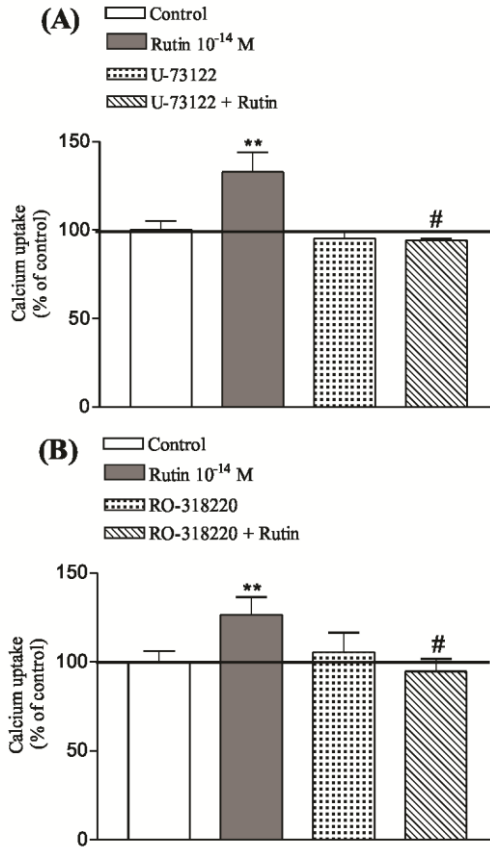 (A)
Control
Rutin 10⁻¹⁴ M
U-73122
U-73122 + Rutin
150
100
50
0
Calcium uptake
(% of control)
**
#
(B)
Control
Rutin 10⁻¹⁴ M
RO-318220
RO-318220 + Rutin
150
100
50
0
Calcium uptake
(% of control)
**
#